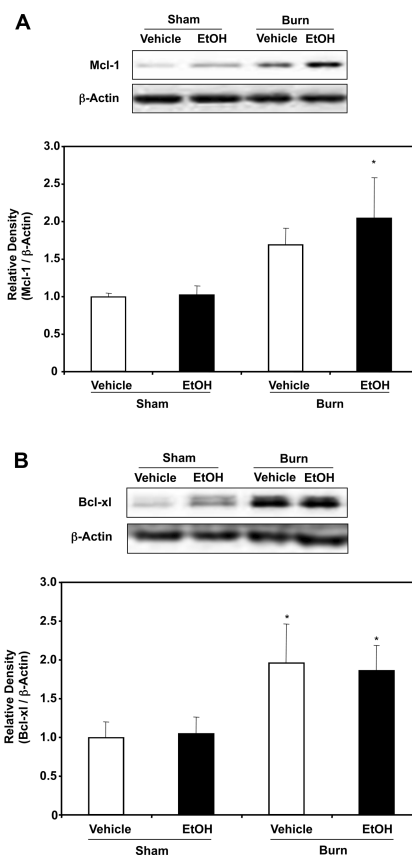 A
Sham Burn
Vehicle EtOH Vehicle EtOH
Mcl-1
β-Actin
Relative Density
(Mcl-1 / β-Actin)
3.0
2.5
2.0
1.5
1.0
0.5
0
*
Vehicle EtOH Vehicle EtOH
Sham Burn
B
Sham Burn
Vehicle EtOH Vehicle EtOH
Bcl-xl
β-Actin
Relative Density
(Bcl-xl / β-Actin)
3.0
2.5
2.0
1.5
1.0
0.5
0.0
* *
Vehicle EtOH Vehicle EtOH
Sham Burn